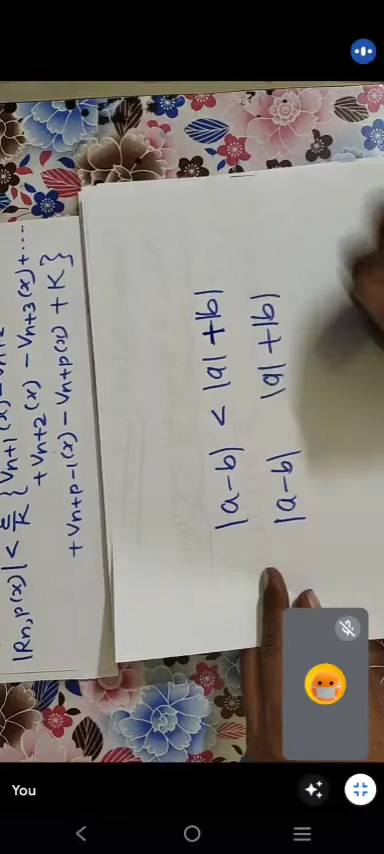 |Rn,p(x)| < ε/K { Vn+1(x) - Vn+2
+ Vn+2(x) - Vn+3(x) + ....
+ Vn+p-1(x) - Vn+p(x) + K }
|a-b| < |a| + |b|
|a-b| |a| + |b|
You